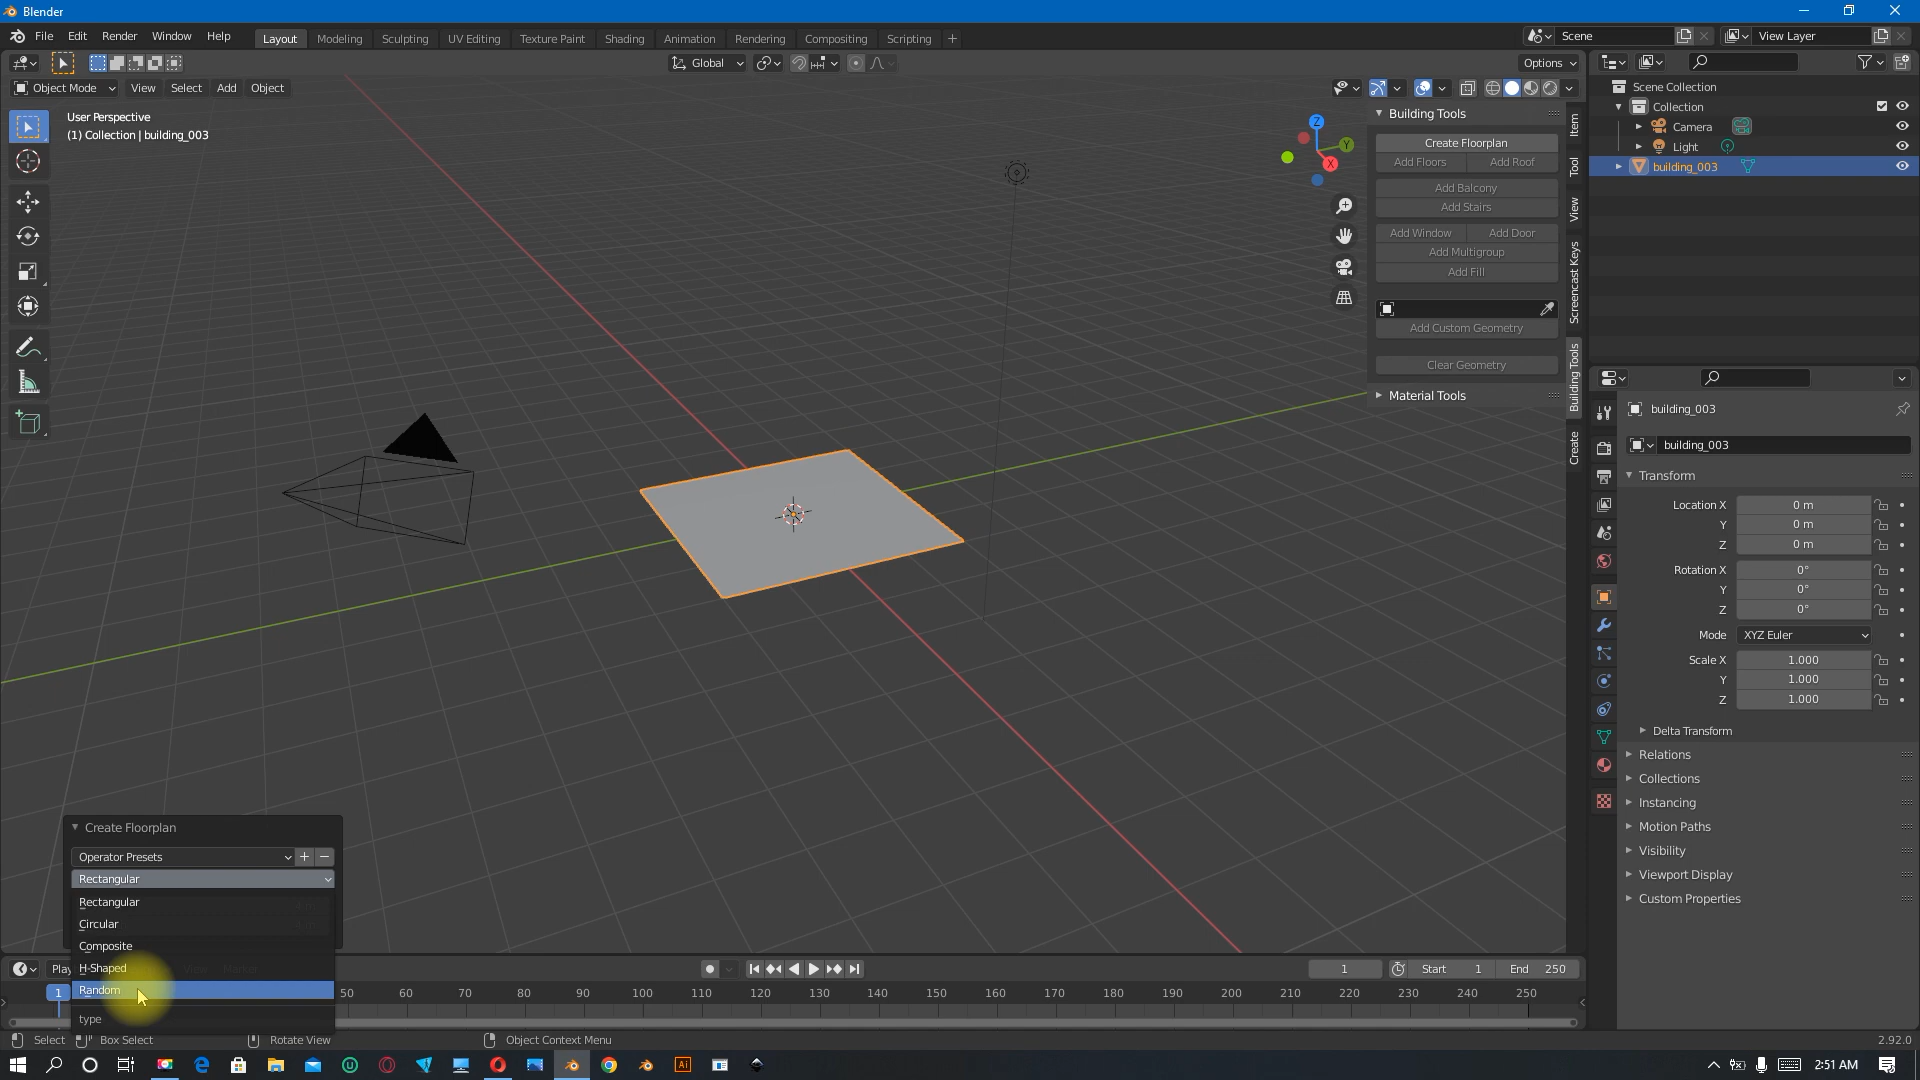 Blender
File Edit Render Window Help
Layout Modeling Sculpting UV Editing Texture Paint Shading Animation Rendering Compositing Scripting +
Scene View Layer
Global Options
Object Mode View Select Add Object
User Perspective
(1) Collection | building_003
Z
Y
X
Building Tools
Create Floorplan
Add Floors Add Roof
Add Balcony
Add Stairs
Add Window Add Door
Add Multigroup
Add Fill
Add Custom Geometry
Clear Geometry
Material Tools
Item
Tool
View
Screencast Keys
Building Tools
Create
Scene Collection
Collection
Camera
Light
building_003
building_003
building_003
Transform
Location X 0 m
Y 0 m
Z 0 m
Rotation X 0°
Y 0°
Z 0°
Mode XYZ Euler
Scale X 1.000
Y 1.000
Z 1.000
Delta Transform
Relations
Collections
Instancing
Motion Paths
Visibility
Viewport Display
Custom Properties
Create Floorplan
Operator Presets + −
Rectangular
Rectangular
Circular
Composite
H-Shaped
Random
type
Play View Marker
1 Start 1 End 250
1 50 60 70 80 90 100 110 120 130 140 150 160 170 180 190 200 210 220 230 240 250
Select Box Select Rotate View Object Context Menu 2.92.0
Ai
2:51 AM